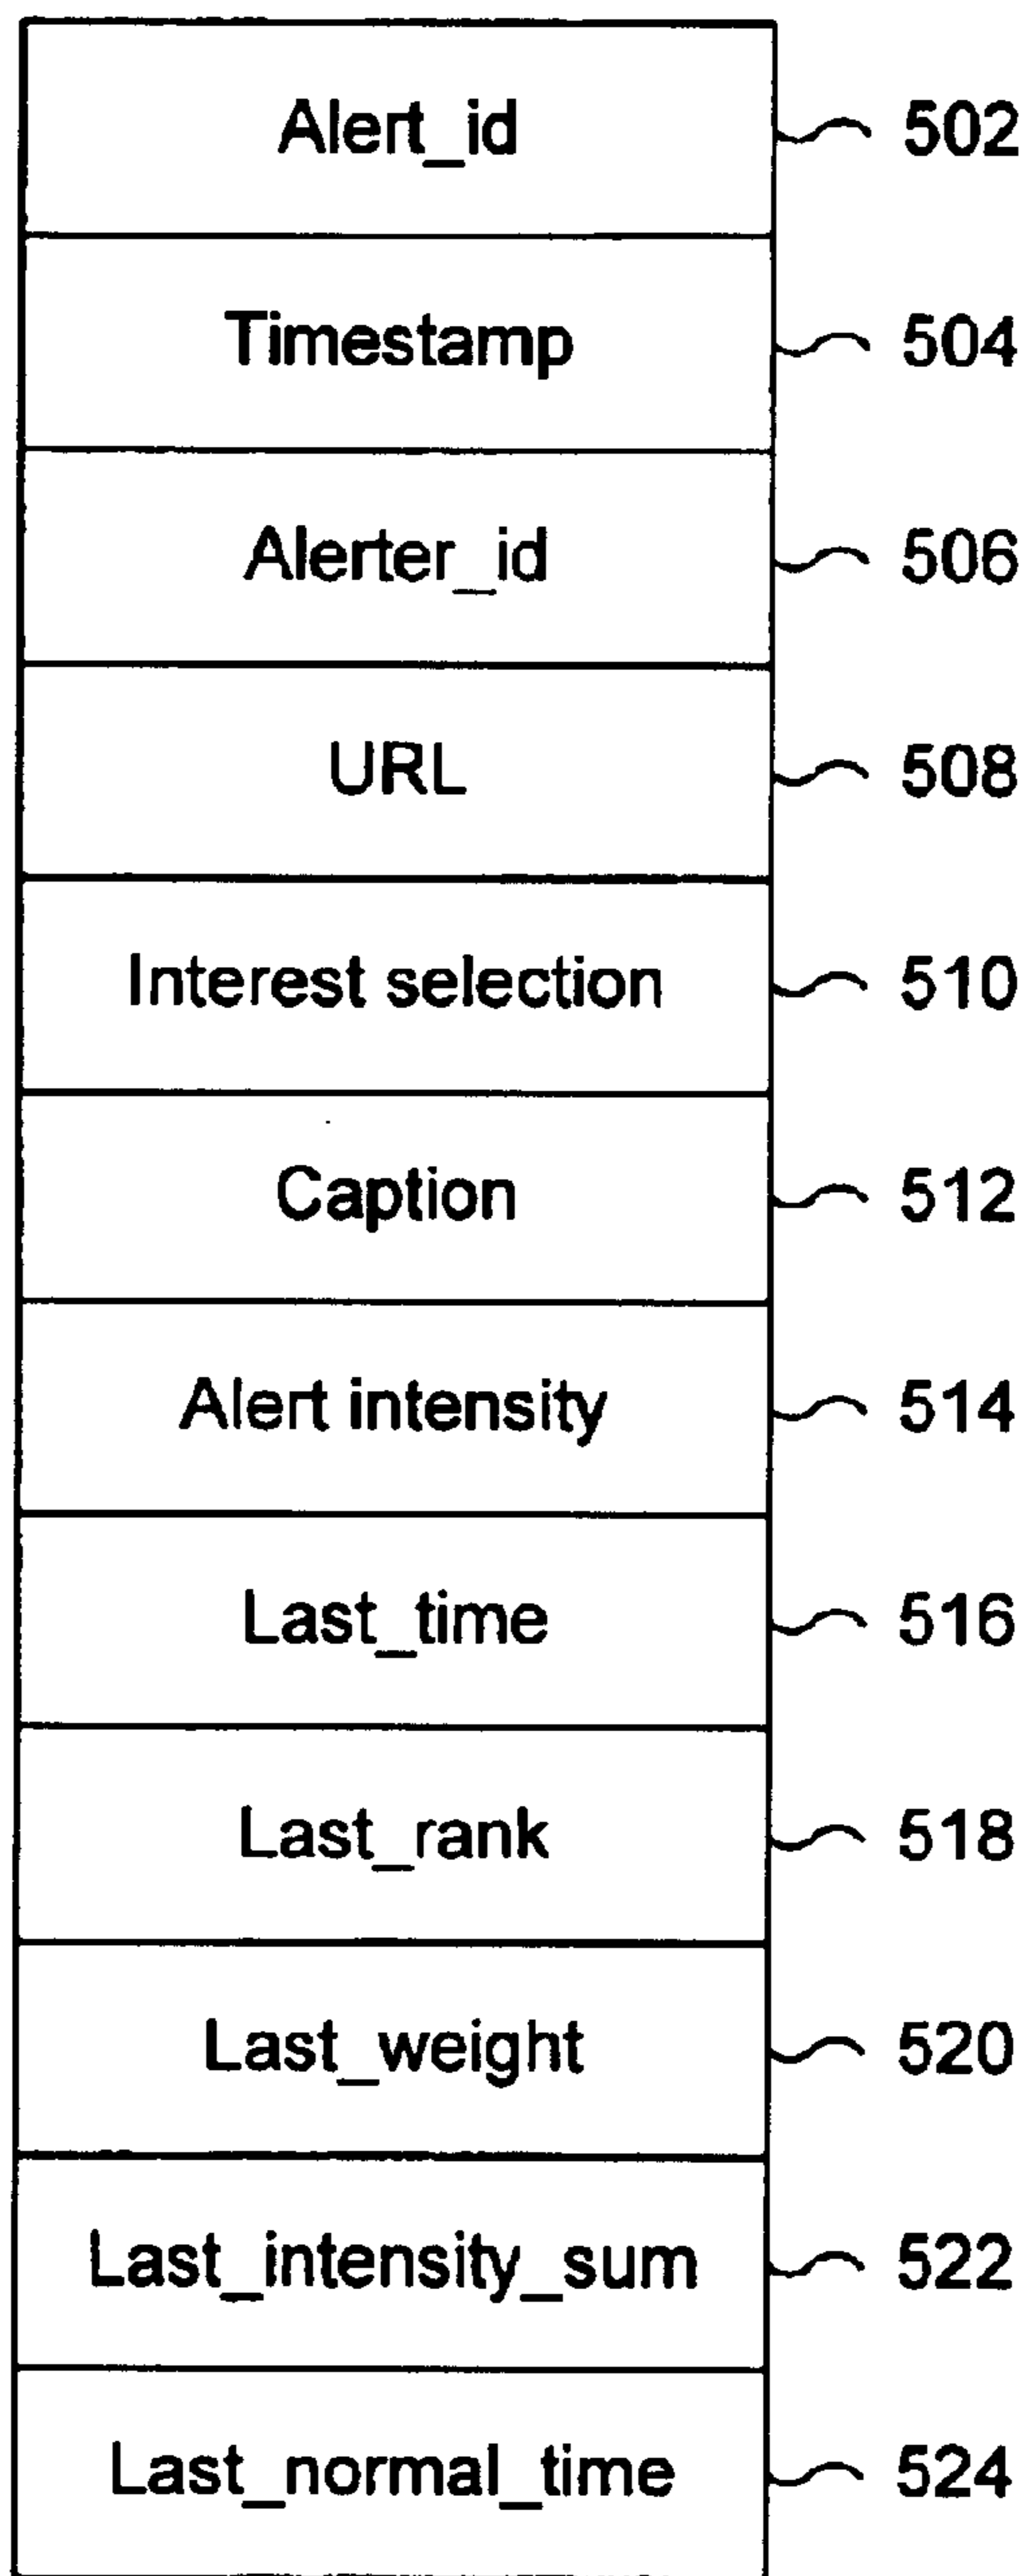 Alert_id 502
Timestamp 504
Alerter_id 506
URL 508
Interest selection 510
Caption 512
Alert intensity 514
Last_time 516
Last_rank 518
Last_weight 520
Last_intensity_sum 522
Last_normal_time 524